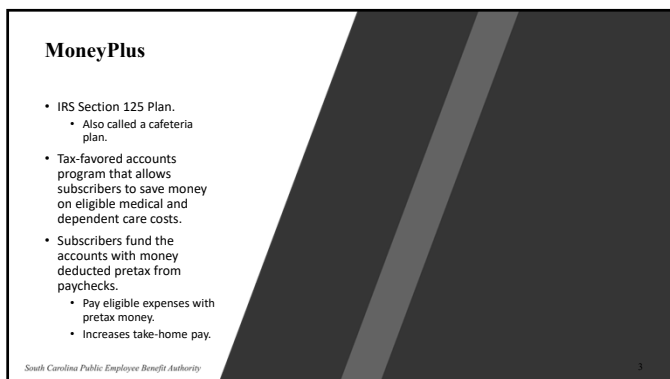 MoneyPlus
• IRS Section 125 Plan.
• Also called a cafeteria
plan.
• Tax-favored accounts
program that allows
subscribers to save money
on eligible medical and
dependent care costs.
• Subscribers fund the
accounts with money
deducted pretax from
paychecks.
• Pay eligible expenses with
pretax money.
• Increases take-home pay.
South Carolina Public Employee Benefit Authority
3